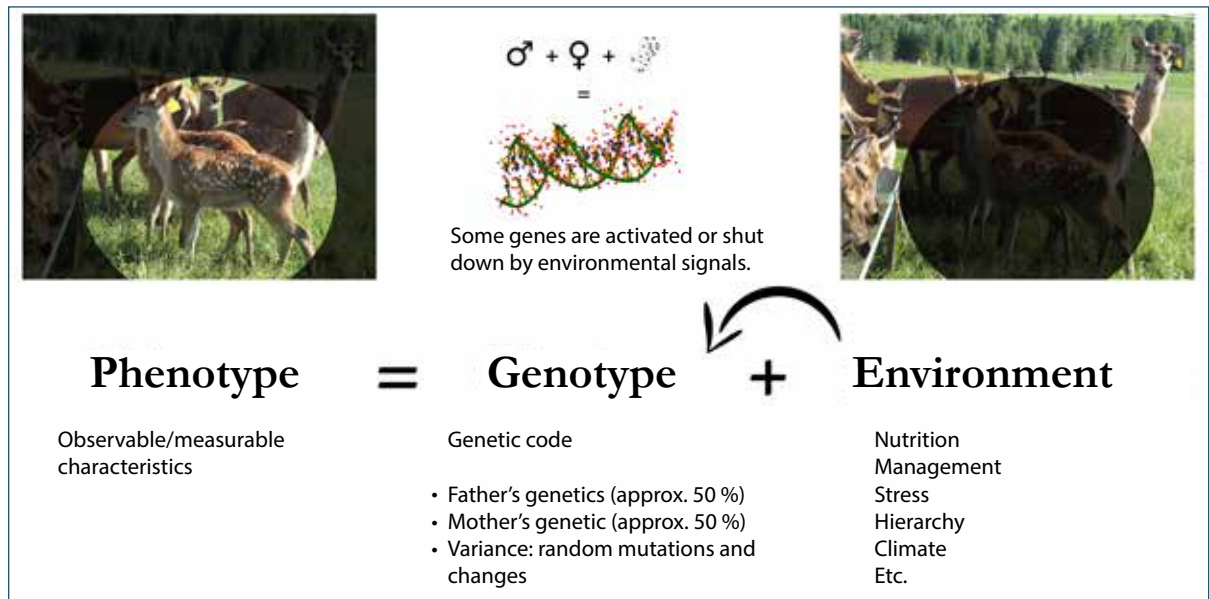 ♂ + ♀ +
=
Some genes are activated or shut
down by environmental signals.
Phenotype = Genotype + Environment
Observable/measurable
characteristics
Genetic code
• Father's genetics (approx. 50 %)
• Mother's genetic (approx. 50 %)
• Variance: random mutations and
changes
Nutrition
Management
Stress
Hierarchy
Climate
Etc.